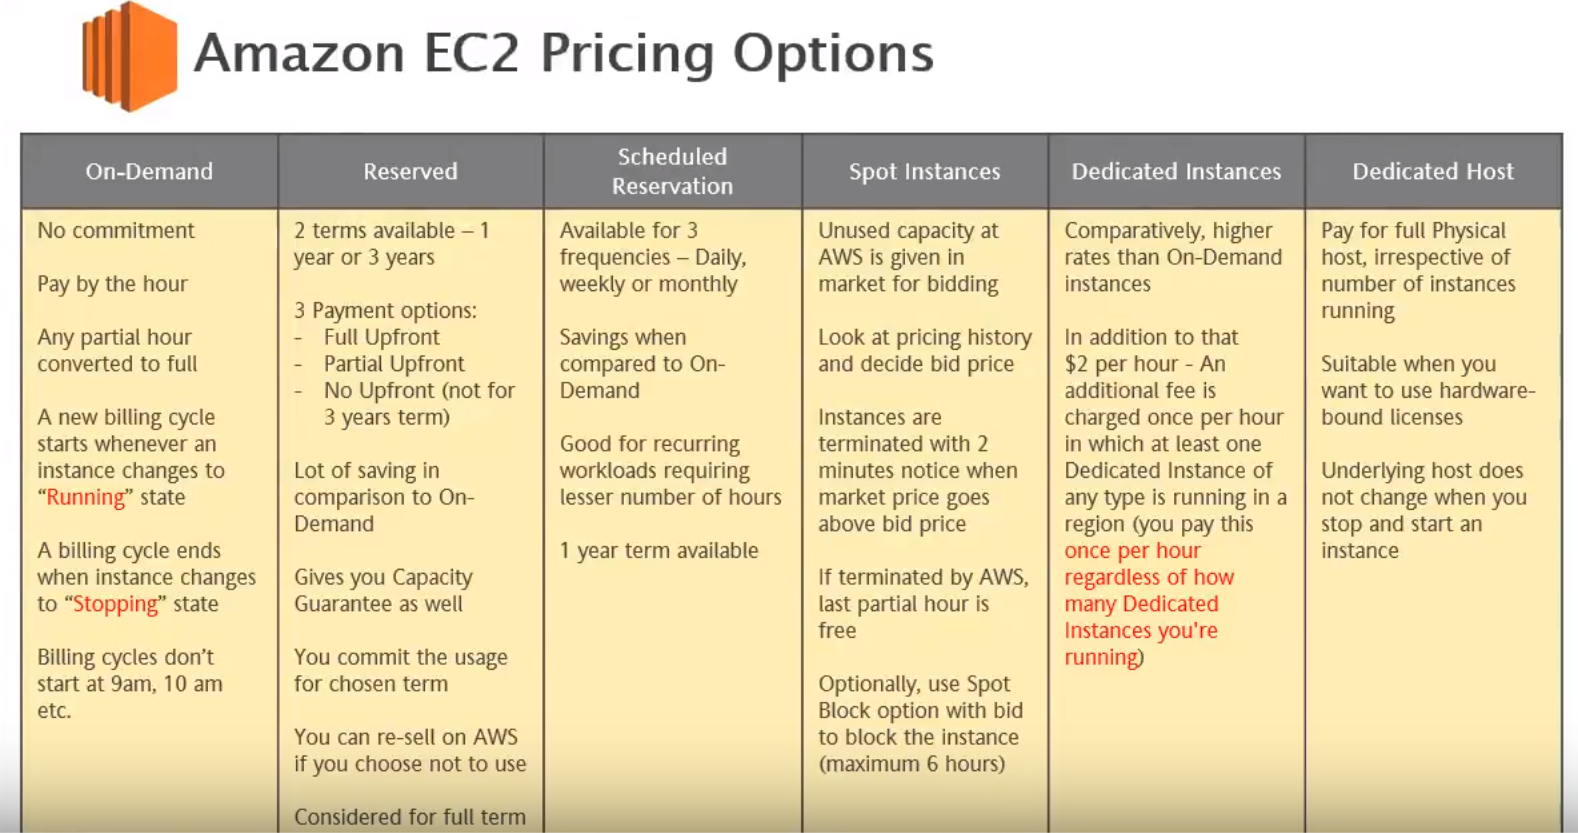 Amazon EC2 Pricing Options
On-Demand
Reserved
Scheduled
Reservation
Spot Instances
Dedicated Instances
Dedicated Host
No commitment
Pay by the hour
Any partial hour
converted to full
A new billing cycle
starts whenever an
instance changes to
“Running” state
A billing cycle ends
when instance changes
to “Stopping” state
Billing cycles don’t
start at 9am, 10 am
etc.
2 terms available – 1
year or 3 years
3 Payment options:
- Full Upfront
- Partial Upfront
- No Upfront (not for
3 years term)
Lot of saving in
comparison to On-
Demand
Gives you Capacity
Guarantee as well
You commit the usage
for chosen term
You can re-sell on AWS
if you choose not to use
Considered for full term
Available for 3
frequencies – Daily,
weekly or monthly
Savings when
compared to On-
Demand
Good for recurring
workloads requiring
lesser number of hours
1 year term available
Unused capacity at
AWS is given in
market for bidding
Look at pricing history
and decide bid price
Instances are
terminated with 2
minutes notice when
market price goes
above bid price
If terminated by AWS,
last partial hour is
free
Optionally, use Spot
Block option with bid
to block the instance
(maximum 6 hours)
Comparatively, higher
rates than On-Demand
instances
In addition to that
$2 per hour - An
additional fee is
charged once per hour
in which at least one
Dedicated Instance of
any type is running in a
region (you pay this
once per hour
regardless of how
many Dedicated
Instances you're
running)
Pay for full Physical
host, irrespective of
number of instances
running
Suitable when you
want to use hardware-
bound licenses
Underlying host does
not change when you
stop and start an
instance